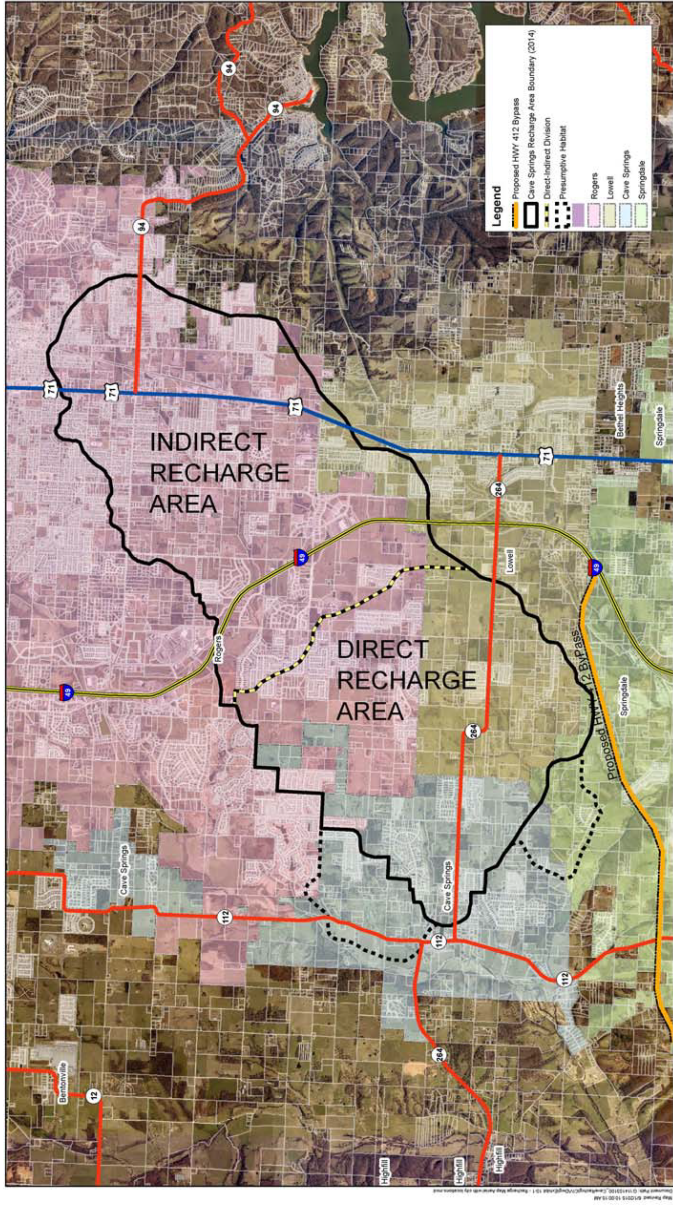 94
94
94
71
71
71
71
INDIRECT
RECHARGE
AREA
49
49
49
Rogers
DIRECT
RECHARGE
AREA
264
264
264
Lowell
Bethel Heights
Springdale
Springdale
Proposed HWY 412 ByPass
Cave Springs
Cave Springs
112
112
112
Bentonville
12
Highfill
Highfill
Highfill
Legend
Proposed HWY 412 Bypass
Cave Springs Recharge Area Boundary (2014)
Direct-Indirect Division
Presumptive Habitat
Rogers
Lowell
Cave Springs
Springdale